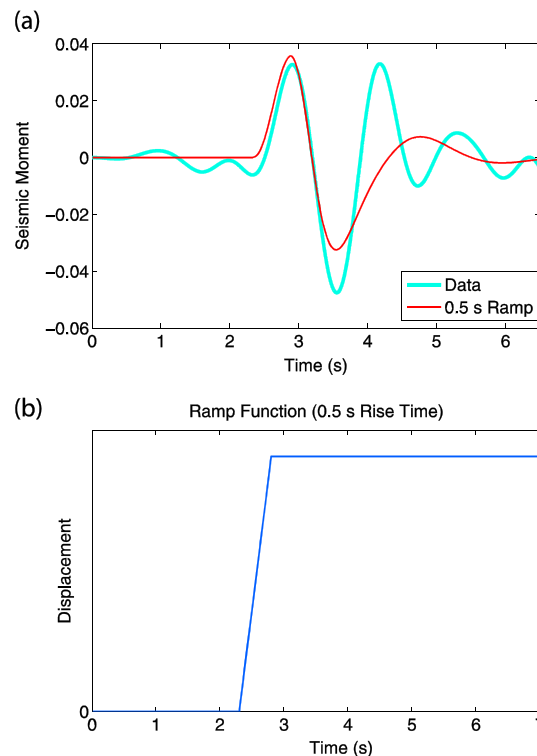 (a)
0.04
0.02
0
−0.02
−0.04
−0.06
Seismic Moment
Data
0.5 s Ramp
0 1 2 3 4 5 6
Time (s)
(b)
Ramp Function (0.5 s Rise Time)
Displacement
0
0 1 2 3 4 5 6
Time (s)